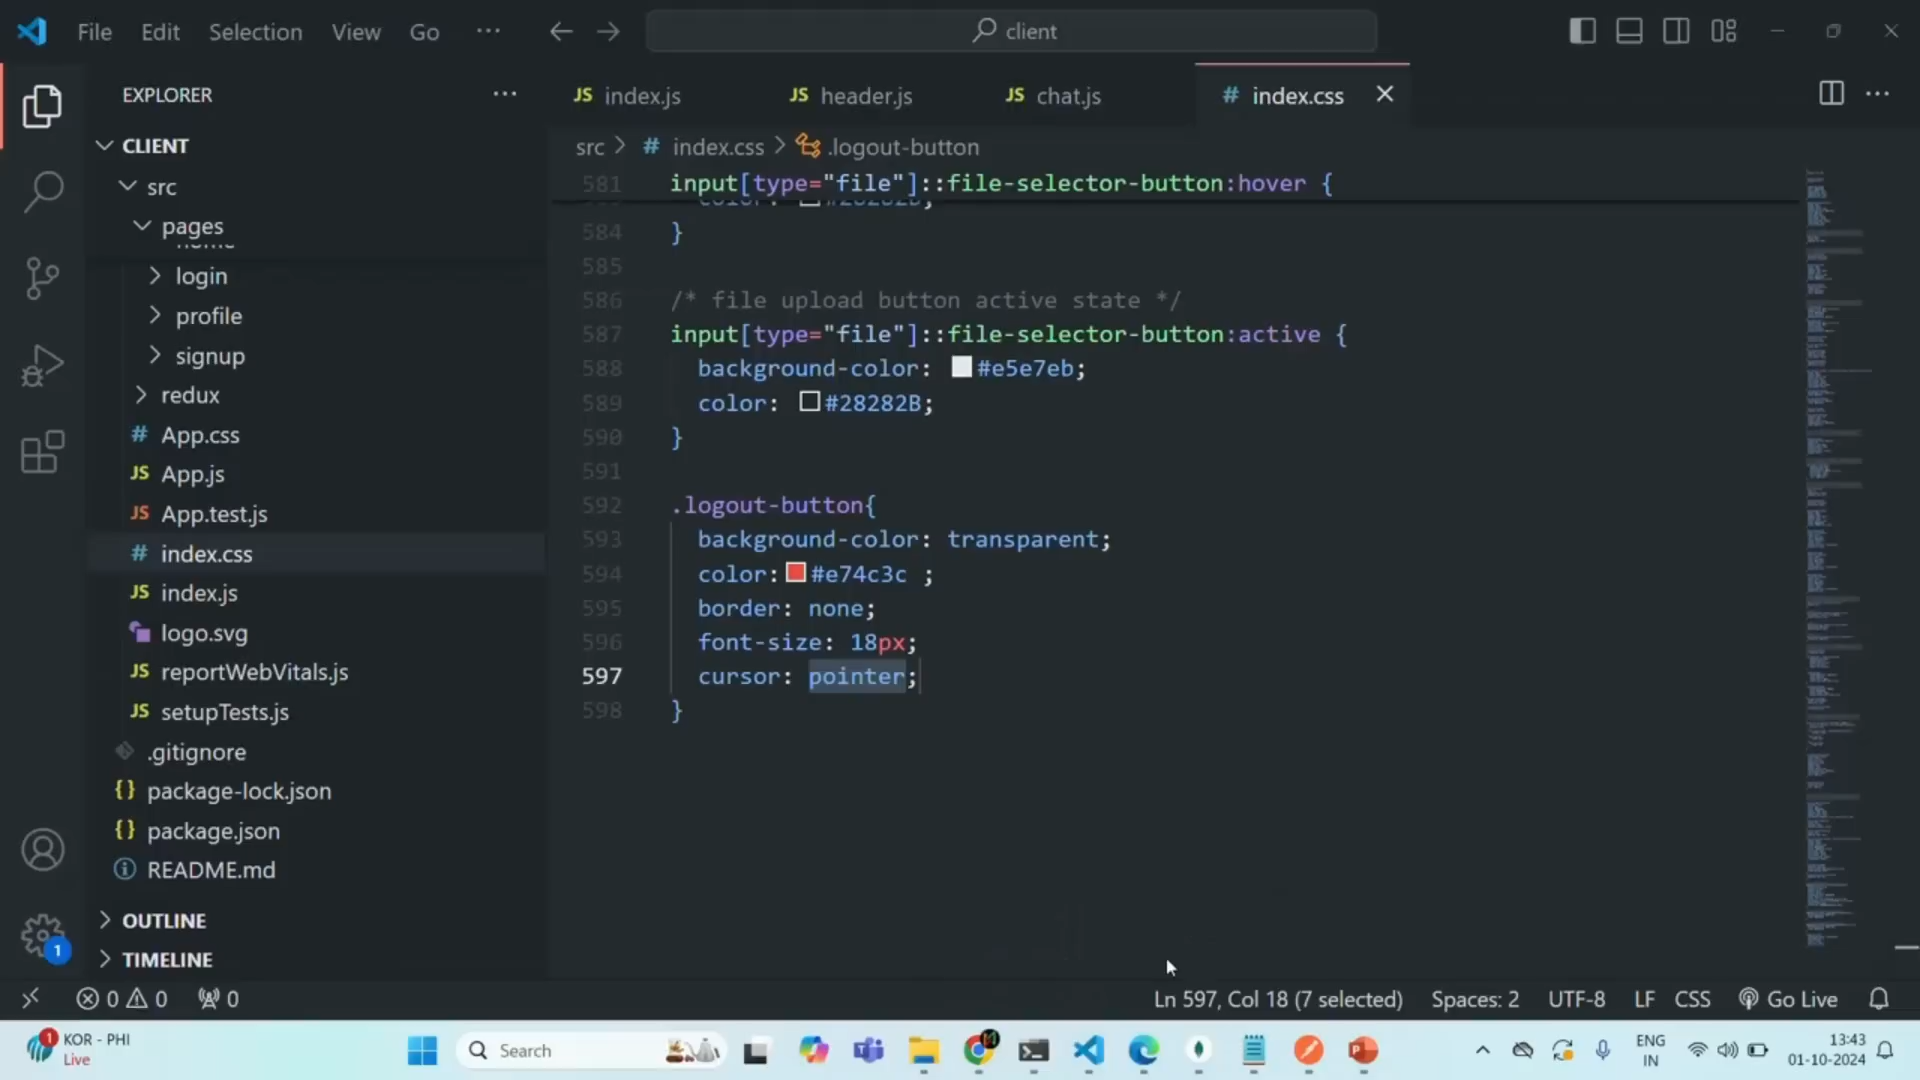 File Edit Selection View Go ··· client
EXPLORER ···
CLIENT
src
pages
login
profile
signup
redux
# App.css
JS App.js
JS App.test.js
# index.css
JS index.js
logo.svg
JS reportWebVitals.js
JS setupTests.js
.gitignore
{} package-lock.json
{} package.json
README.md
OUTLINE
TIMELINE
1
JS index.js JS header.js JS chat.js # index.css
src > # index.css > .logout-button
581 input[type="file"]::file-selector-button:hover {
color: #28282B;
584 }
585
586 /* file upload button active state */
587 input[type="file"]::file-selector-button:active {
588 background-color: #e5e7eb;
589 color: #28282B;
590 }
591
592 .logout-button{
593 background-color: transparent;
594 color: #e74c3c ;
595 border: none;
596 font-size: 18px;
597 cursor: pointer;
598 }
0 0 0 Ln 597, Col 18 (7 selected) Spaces: 2 UTF-8 LF CSS Go Live
1 KOR - PHI
Live
Search
ENG
IN
13:43
01-10-2024